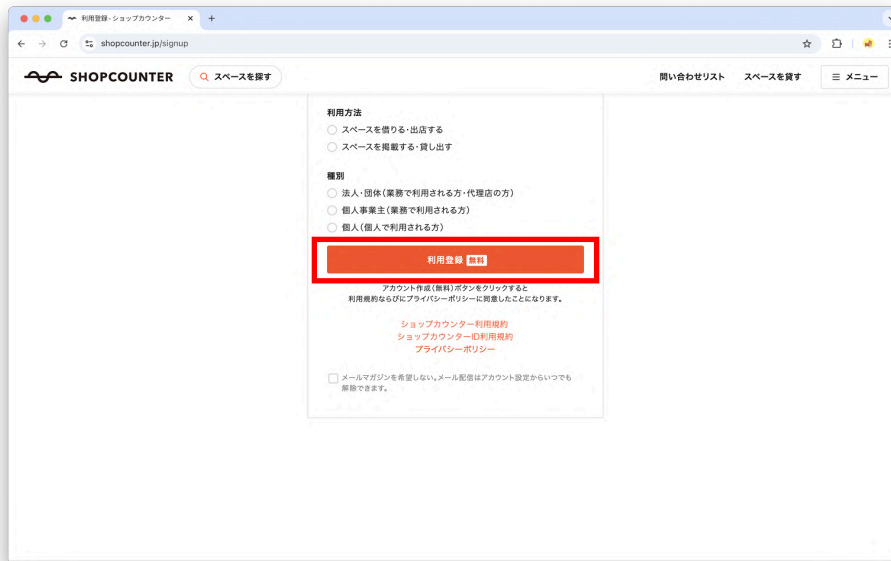 利用登録 - ショップカウンター
shopcounter.jp/signup
SHOPCOUNTER
スペースを探す
問い合わせリスト
スペースを貸す
メニュー
利用方法
スペースを借りる・出店する
スペースを掲載する・貸し出す
種別
法人・団体(業務で利用される方・代理店の方)
個人事業主(業務で利用される方)
個人(個人で利用される方)
利用登録 無料
アカウント作成(無料)ボタンをクリックすると
利用規約ならびにプライバシーポリシーに同意したことになります。
ショップカウンター利用規約
ショップカウンターID利用規約
プライバシーポリシー
メールマガジンを希望しない。メール配信はアカウント設定からいつでも
解除できます。